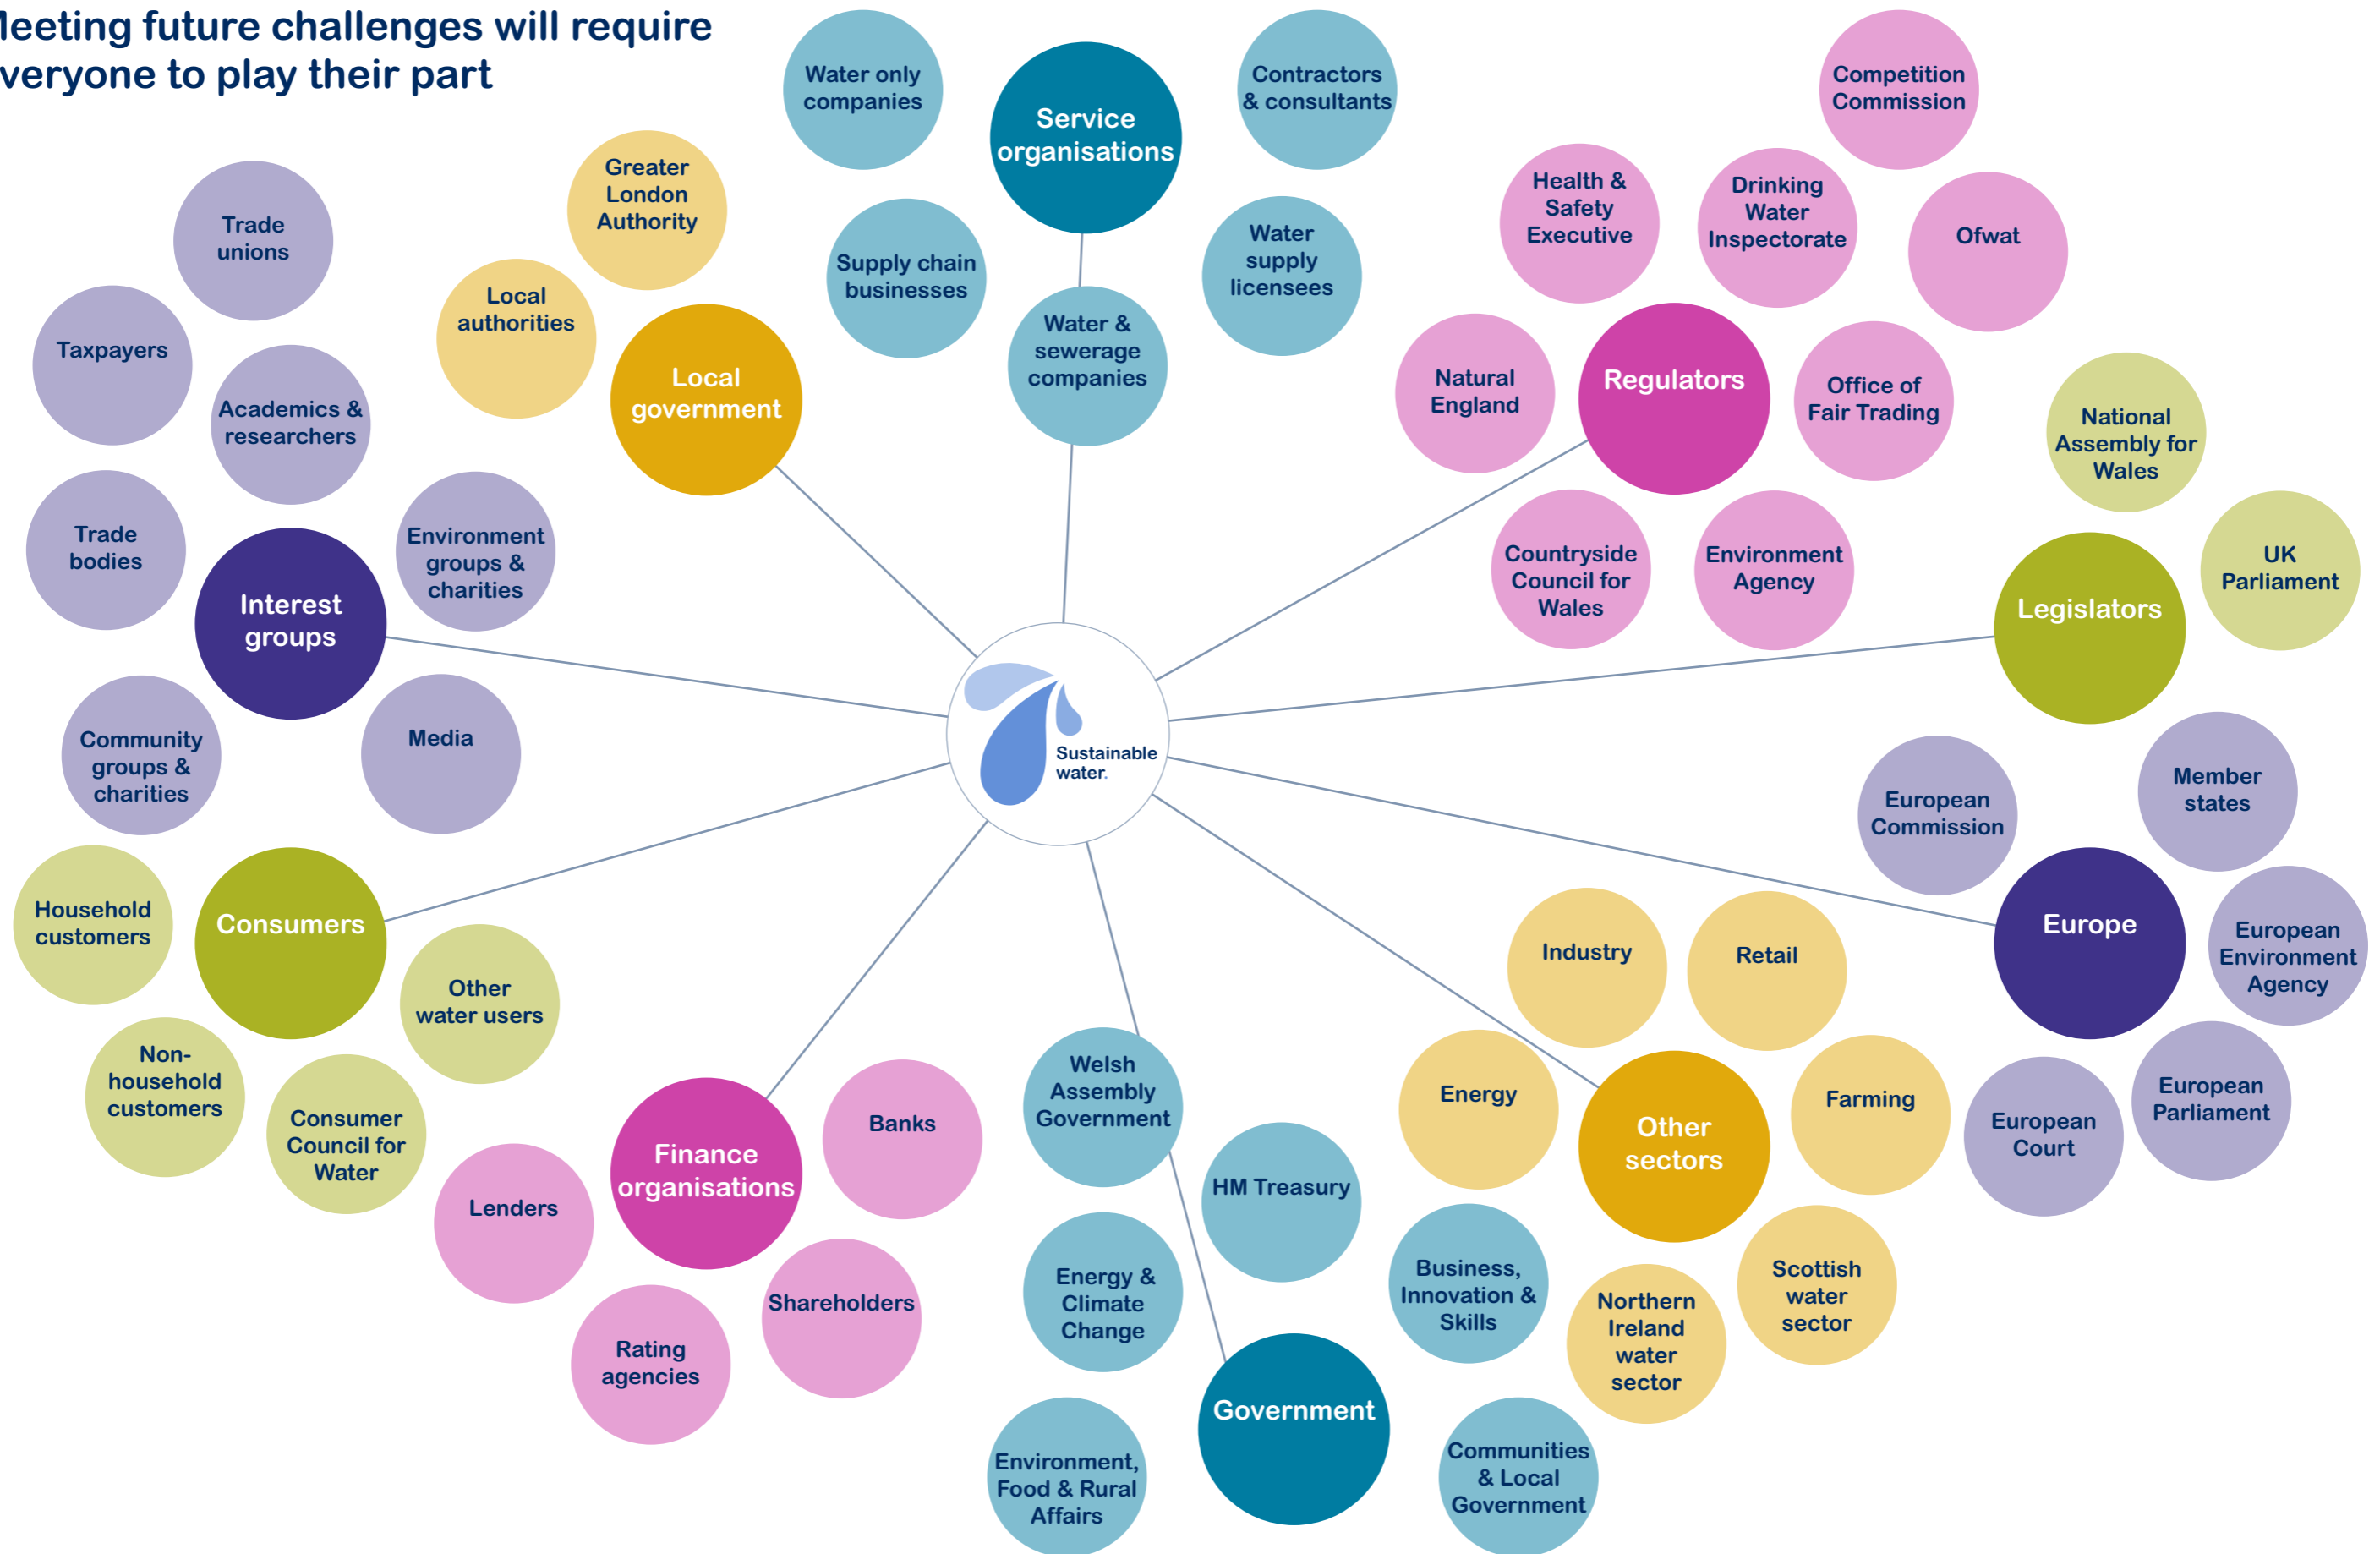 Meeting future challenges will require
everyone to play their part
Water only
companies
Service
organisations
Contractors
& consultants
Supply chain
businesses
Water
supply
licensees
Water &
sewerage
companies
Greater
London
Authority
Local
authorities
Local
government
Competition
Commission
Health &
Safety
Executive
Drinking
Water
Inspectorate
Ofwat
Natural
England
Regulators
Office of
Fair Trading
Countryside
Council for
Wales
Environment
Agency
Trade
unions
Taxpayers
Academics &
researchers
Trade
bodies
Environment
groups &
charities
Interest
groups
Community
groups &
charities
Media
National
Assembly for
Wales
UK
Parliament
Legislators
Sustainable
water.
European
Commission
Member
states
Europe
European
Environment
Agency
European
Court
European
Parliament
Household
customers
Consumers
Other
water users
Non-
household
customers
Consumer
Council for
Water
Banks
Finance
organisations
Lenders
Shareholders
Rating
agencies
Industry
Retail
Energy
Farming
Other
sectors
Scottish
water
sector
Northern
Ireland
water
sector
Welsh
Assembly
Government
HM Treasury
Energy &
Climate
Change
Business,
Innovation &
Skills
Government
Environment,
Food & Rural
Affairs
Communities
& Local
Government